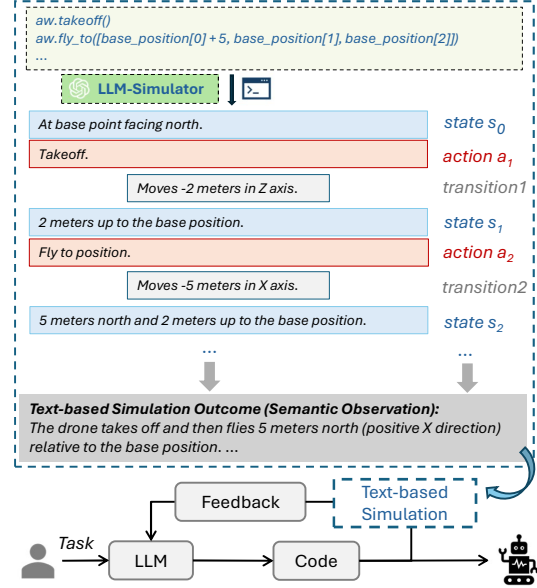 aw.takeoff()
aw.fly_to([base_position[0] + 5, base_position[1], base_position[2]])
...
LLM-Simulator
At base point facing north.
state s0
Takeoff.
action a1
Moves -2 meters in Z axis.
transition1
2 meters up to the base position.
state s1
Fly to position.
action a2
Moves -5 meters in X axis.
transition2
5 meters north and 2 meters up to the base position.
state s2
...
...
Text-based Simulation Outcome (Semantic Observation):
The drone takes off and then flies 5 meters north (positive X direction)
relative to the base position. ...
Feedback
Text-based
Simulation
Task
LLM
Code